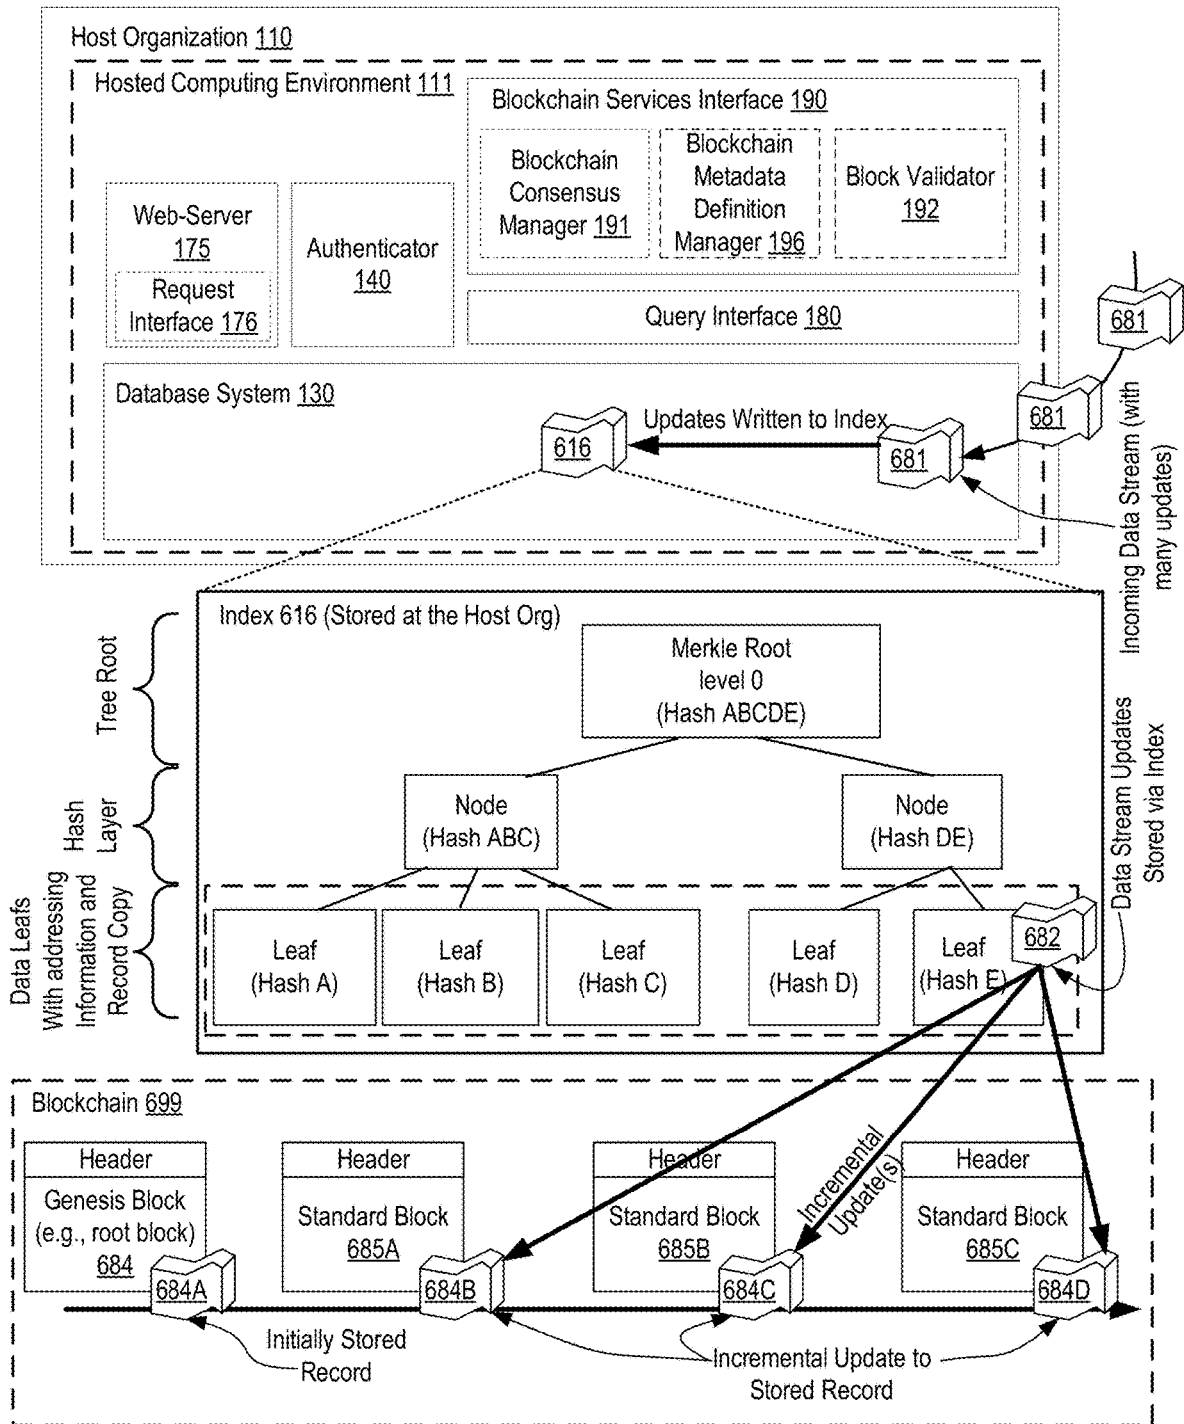 Host Organization 110
Hosted Computing Environment 111
Blockchain Services Interface 190
Blockchain
Consensus
Manager 191
Blockchain
Metadata
Definition
Manager 196
Block Validator
192
Web-Server
175
Request
Interface 176
Authenticator
140
Query Interface 180
681
681
681
Database System 130
Updates Written to Index
616
Incoming Data Stream (with
many updates)
Index 616 (Stored at the Host Org)
Tree Root
Merkle Root
level 0
(Hash ABCDE)
Hash
Layer
Node
(Hash ABC)
Node
(Hash DE)
Data Stream Updates
Stored via Index
Data Leafs
With addressing
Information and
Record Copy
Leaf
(Hash A)
Leaf
(Hash B)
Leaf
(Hash C)
Leaf
(Hash D)
Leaf
(Hash E)
682
Blockchain 699
Header
Genesis Block
(e.g., root block)
684
684A
Header
Standard Block
685A
684B
Header
Standard Block
685B
684C
Incremental
Update(s)
Header
Standard Block
685C
684D
Initially Stored
Record
Incremental Update to
Stored Record